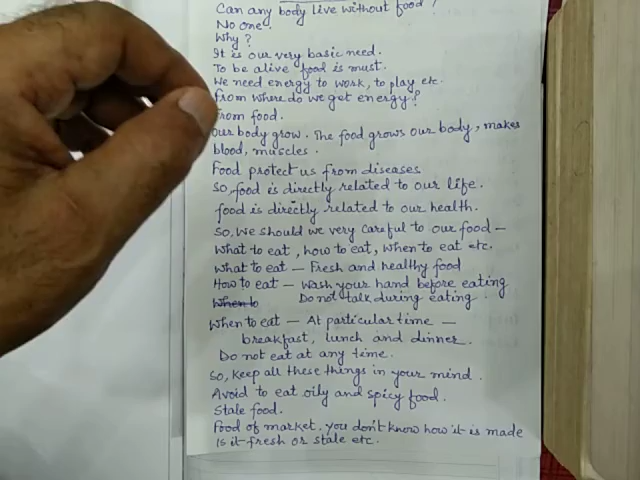 Can any body live without food?
No one.
Why?
It is our very basic need.
To be alive food is must.
We need energy to work, to play etc.
From where do we get energy?
From food.
Our body grow. The food grows our body, makes
blood, muscles.
Food protect us from diseases
So, food is directly related to our life.
food is directly related to our health.
So, we should we very careful to our food -
What to eat, how to eat, when to eat etc.
What to eat - Fresh and healthy food
How to eat - wash your hand before eating
When to Do not talk during eating.
When to eat - At particular time -
breakfast, lunch and dinner.
Do not eat at any time.
So, keep all these things in your mind.
Avoid to eat oily and spicy food.
Stale food.
Food of market, you don't know how it is made
Is it fresh or stale etc.